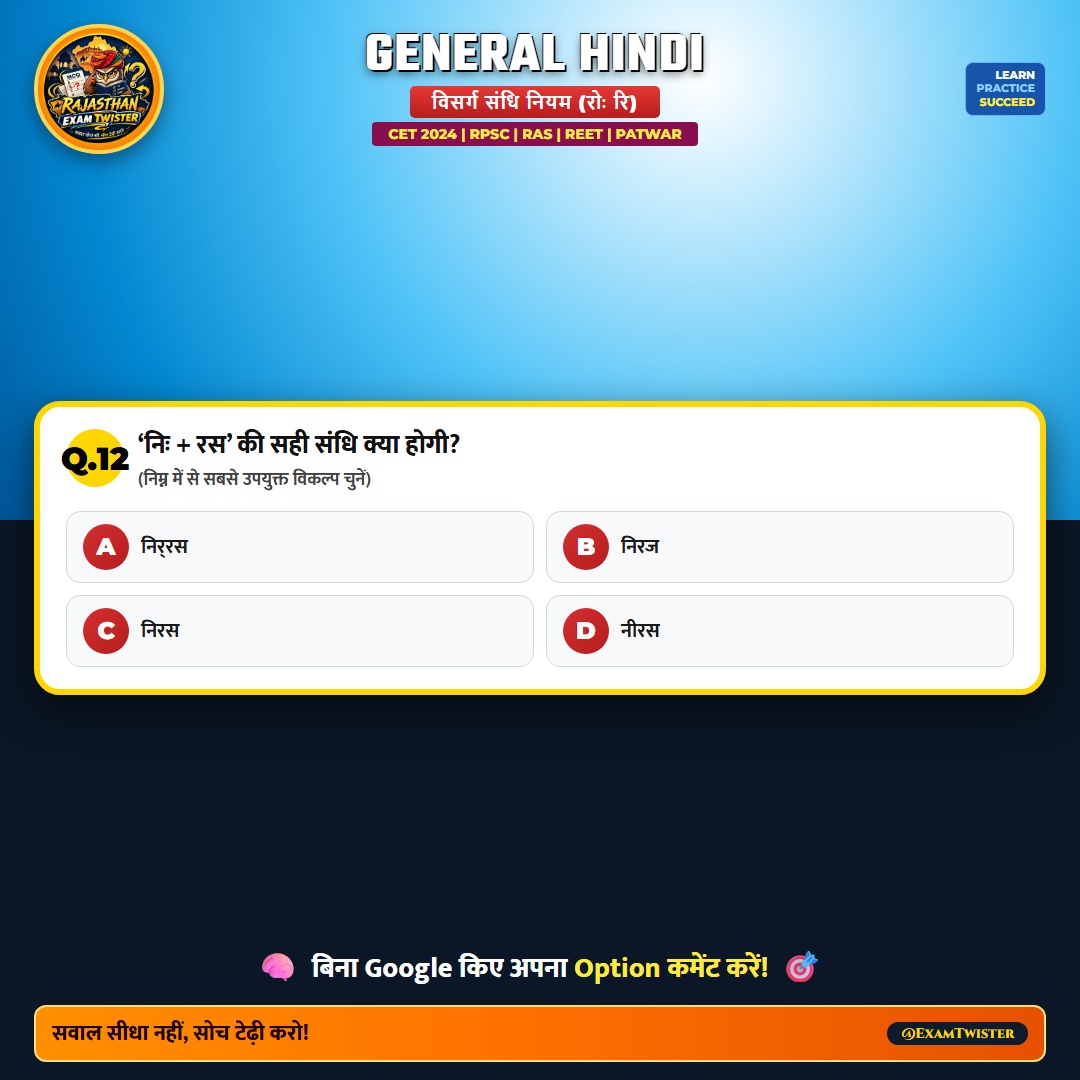 MCQ
RAJASTHAN
EXAM TWISTER
GENERAL HINDI
विसर्ग संधि नियम (रोः रि)
CET 2024 | RPSC | RAS | REET | PATWAR
LEARN
PRACTICE
SUCCEED
Q.12
‘निः + रस’ की सही संधि क्या होगी?
(निम्न में से सबसे उपयुक्त विकल्प चुनें)
A निर्‌रस
B निरज
C निरस
D नीरस
बिना Google किए अपना Option कमेंट करें!
सवाल सीधा नहीं, सोच टेढ़ी करो!
@EXAMTWISTER